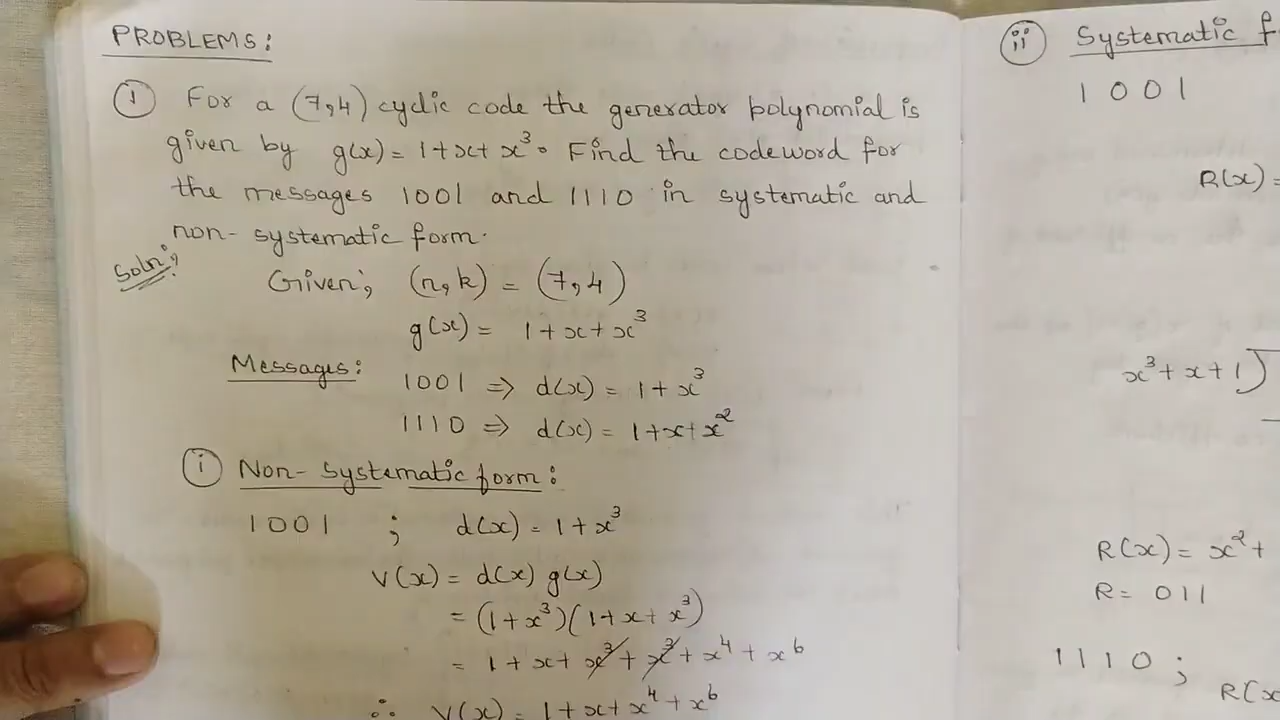 PROBLEMS:
① For a (7,4) cyclic code the generator polynomial is
given by g(x) = 1+x+x³. Find the codeword for
the messages 1001 and 1110 in systematic and
non-systematic form.
Soln:
Given; (n,k) = (7,4)
g(x) = 1+x+x³
Messages:
1001 ⇒ d(x) = 1+x³
1110 ⇒ d(x) = 1+x+x²
ⓘ Non-systematic form:
1001 ; d(x) = 1+x³
V(x) = d(x) g(x)
= (1+x³)(1+x+x³)
= 1+x+x³+x³+x⁴+x⁶
∴ V(x) = 1+x+x⁴+x⁶
ⅱ Systematic f
1001
R(x) =
x³+x+1)
R(x) = x²+
R = 011
1110 ;
R(x